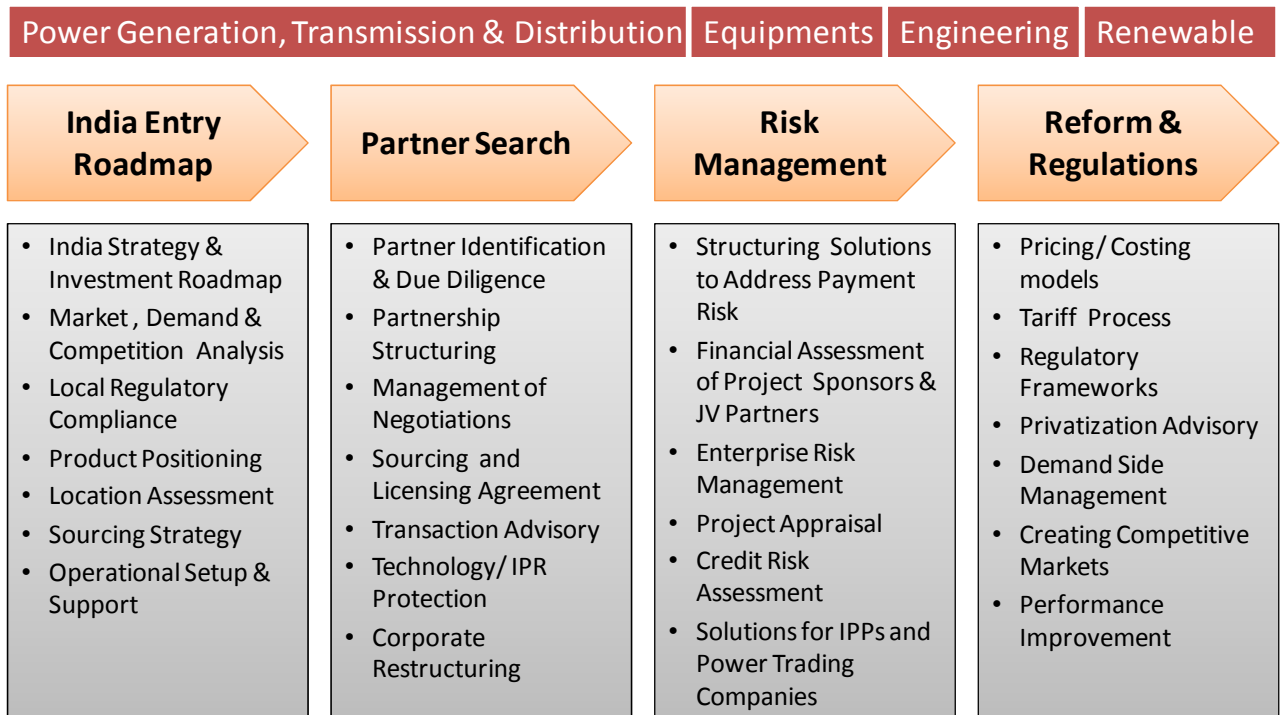 Power Generation, Transmission & Distribution
Equipments
Engineering
Renewable
India Entry
Roadmap
• India Strategy &
Investment Roadmap
• Market , Demand &
Competition Analysis
• Local Regulatory
Compliance
• Product Positioning
• Location Assessment
• Sourcing Strategy
• Operational Setup &
Support
Partner Search
• Partner Identification
& Due Diligence
• Partnership
Structuring
• Management of
Negotiations
• Sourcing and
Licensing Agreement
• Transaction Advisory
• Technology/ IPR
Protection
• Corporate
Restructuring
Risk
Management
• Structuring Solutions
to Address Payment
Risk
• Financial Assessment
of Project Sponsors &
JV Partners
• Enterprise Risk
Management
• Project Appraisal
• Credit Risk
Assessment
• Solutions for IPPs and
Power Trading
Companies
Reform &
Regulations
• Pricing/ Costing
models
• Tariff Process
• Regulatory
Frameworks
• Privatization Advisory
• Demand Side
Management
• Creating Competitive
Markets
• Performance
Improvement